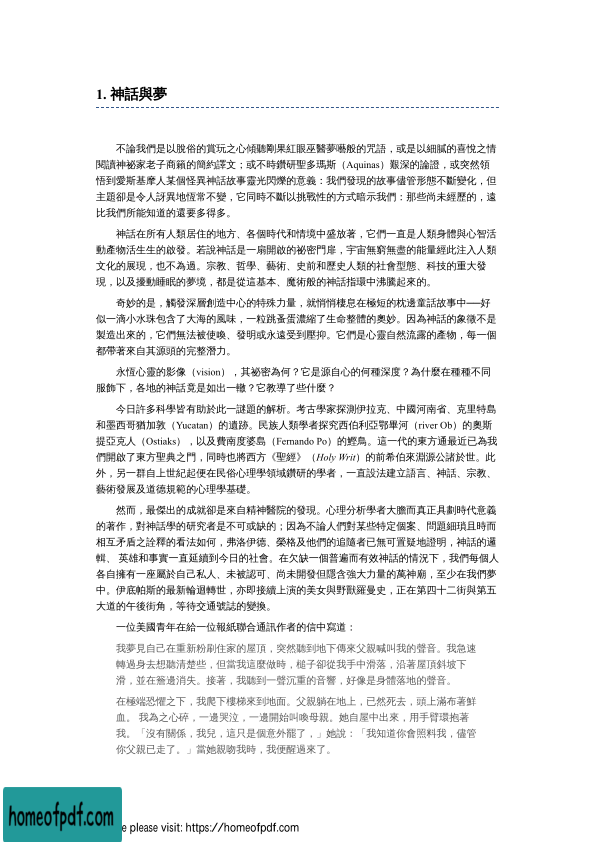 1. 神話與夢
不論我們是以脫俗的賞玩之心傾聽剛果紅眼巫醫夢囈般的咒語，或是以細膩的喜悅之情
閱讀神祕家老子商籟的簡約譯文；或不時鑽研聖多瑪斯（Aquinas）艱深的論證，或突然領
悟到愛斯基摩人某個怪異神話故事靈光閃爍的意義：我們發現的故事儘管形態不斷變化，但
主題卻是令人訝異地恆常不變，它同時不斷以挑戰性的方式暗示我們：那些尚未經歷的，遠
比我們所能知道的還要多得多。
神話在所有人類居住的地方、各個時代和情境中盛放著，它們一直是人類身體與心智活
動產物活生生的啟發。若說神話是一扇開啟的祕密門扉，宇宙無窮無盡的能量經此注入人類
文化的展現，也不為過。宗教、哲學、藝術、史前和歷史人類的社會型態、科技的重大發
現，以及擾動睡眠的夢境，都是從這基本、魔術般的神話指環中沸騰起來的。
奇妙的是，觸發深層創造中心的特殊力量，就悄悄棲息在極短的枕邊童話故事中──好
似一滴小水珠包含了大海的風味，一粒跳蚤蛋濃縮了生命整體的奧妙。因為神話的象徵不是
製造出來的，它們無法被使喚、發明或永遠受到壓抑。它們是心靈自然流露的產物，每一個
都帶著來自其源頭的完整潛力。
永恆心靈的影像（vision），其祕密為何？它是源自心的何種深度？為什麼在種種不同
服飾下，各地的神話竟是如出一轍？它教導了些什麼？
今日許多科學皆有助於此一謎題的解析。考古學家探測伊拉克、中國河南省、克里特島
和墨西哥猶加敦（Yucatan）的遺跡。民族人類學者探究西伯利亞鄂畢河（river Ob）的奧斯
提亞克人（Ostiaks），以及費南度婆島（Fernando Po）的鰹鳥。這一代的東方通最近已為我
們開啟了東方聖典之門，同時也將西方《聖經》（Holy Writ）的前希伯來淵源公諸於世。此
外，另一群自上世紀起便在民俗心理學領域鑽研的學者，一直設法建立語言、神話、宗教、
藝術發展及道德規範的心理學基礎。
然而，最傑出的成就卻是來自精神醫院的發現。心理分析學者大膽而真正具劃時代意義
的著作，對神話學的研究者是不可或缺的；因為不論人們對某些特定個案、問題細瑣且時而
相互矛盾之詮釋的看法如何，弗洛伊德、榮格及他們的追隨者已無可置疑地證明，神話的邏
輯、 英雄和事實一直延續到今日的社會。在欠缺一個普遍而有效神話的情況下，我們每個人
各自擁有一座屬於自己私人、未被認可、尚未開發但隱含強大力量的萬神廟，至少在我們夢
中。伊底帕斯的最新輪迴轉世，亦即接續上演的美女與野獸羅曼史，正在第四十二街與第五
大道的午後街角，等待交通號誌的變換。
一位美國青年在給一位報紙聯合通訊作者的信中寫道：
我夢見自己在重新粉刷住家的屋頂，突然聽到地下傳來父親喊叫我的聲音。我急速
轉過身去想聽清楚些，但當我這麼做時，槌子卻從我手中滑落，沿著屋頂斜坡下
滑，並在簷邊消失。接著，我聽到一聲沉重的音響，好像是身體落地的聲音。
在極端恐懼之下，我爬下樓梯來到地面。父親躺在地上，已然死去，頭上滿布著鮮
血。 我為之心碎，一邊哭泣，一邊開始叫喚母親。她自屋中出來，用手臂環抱著
我。「沒有關係，我兒，這只是個意外罷了，」她說：「我知道你會照料我，儘管
你父親已走了。」當她親吻我時，我便醒過來了。
homeofpdf.com
e please visit: https://homeofpdf.com